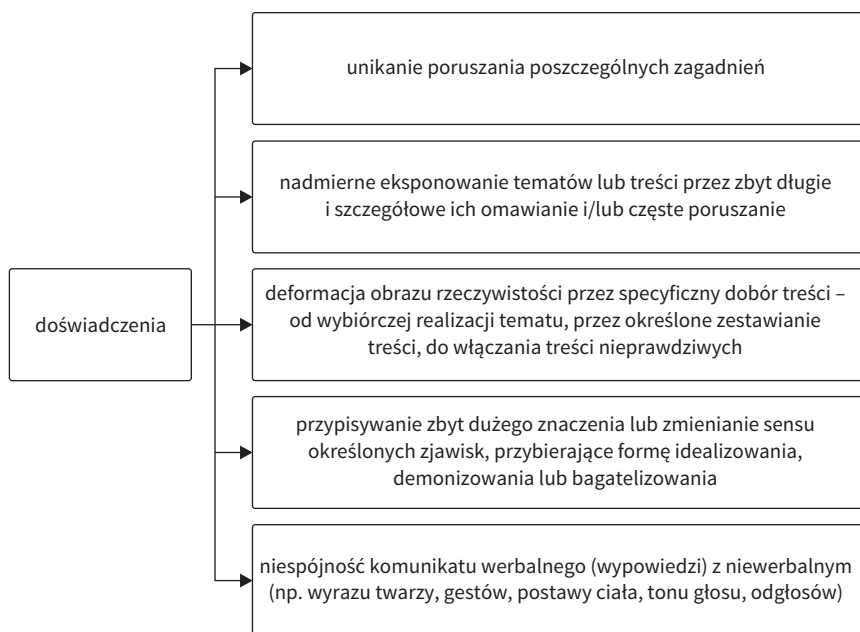 unikanie poruszania poszczególnych zagadnień
nadmierne eksponowanie tematów lub treści przez zbyt długie
i szczegółowe ich omawianie i/lub częste poruszanie
doświadczenia
deformacja obrazu rzeczywistości przez specyficzny dobór treści –
od wybiórczej realizacji tematu, przez określone zestawianie
treści, do włączania treści nieprawdziwych
przypisywanie zbyt dużego znaczenia lub zmienianie sensu
określonych zjawisk, przybierające formę idealizowania,
demonizowania lub bagatelizowania
niespójność komunikatu werbalnego (wypowiedzi) z niewerbalnym
(np. wyrazu twarzy, gestów, postawy ciała, tonu głosu, odgłosów)